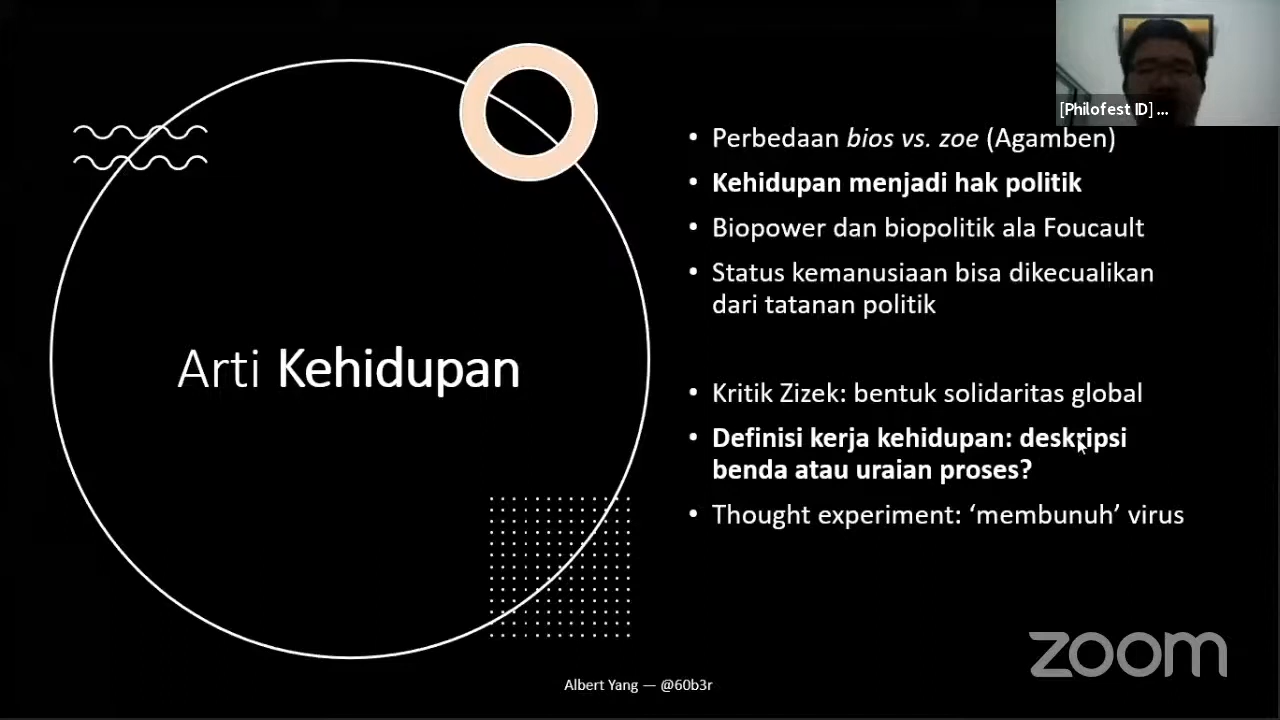 [Philofest ID] ...
Arti Kehidupan
• Perbedaan bios vs. zoe (Agamben)
• Kehidupan menjadi hak politik
• Biopower dan biopolitik ala Foucault
• Status kemanusiaan bisa dikecualikan
dari tatanan politik
• Kritik Zizek: bentuk solidaritas global
• Definisi kerja kehidupan: deskripsi
benda atau uraian proses?
• Thought experiment: ‘membunuh’ virus
zoom
Albert Yang — @60b3r